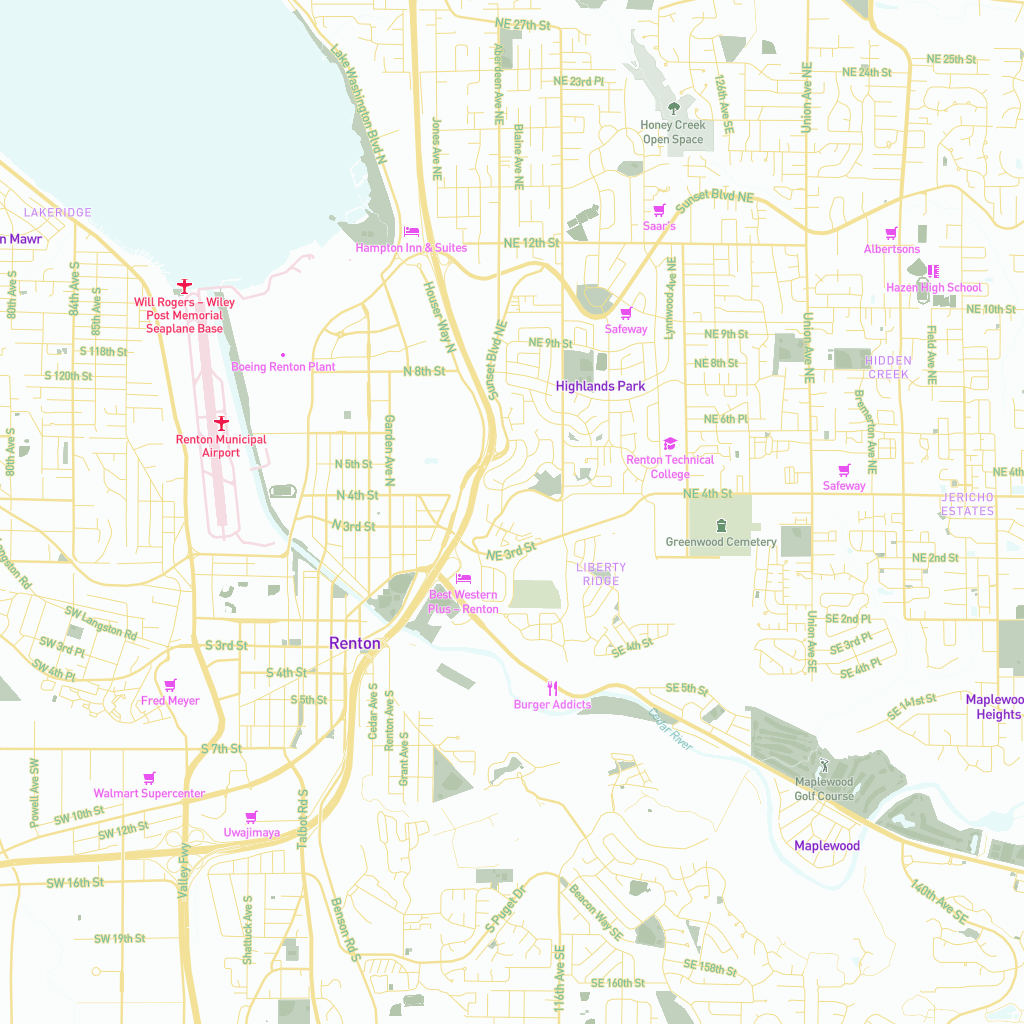 NE 27th St
Lake Washington Blvd N
Aberdeen Ave NE
NE 25th St
NE 24th St
NE 23rd Pl
126th Ave SE
Union Ave NE
Honey Creek
Open Space
Jones Ave NE
Blaine Ave NE
Sunset Blvd NE
LAKERIDGE
n Mawr
Saar's
Albertsons
Hampton Inn & Suites
NE 12th St
80th Ave S
84th Ave S
85th Ave S
Will Rogers – Wiley
Post Memorial
Seaplane Base
Hazen High School
Lynnwood Ave NE
Houser Way N
NE 10th St
Safeway
NE 9th St
NE 9th St
Union Ave NE
Field Ave NE
S 118th St
Boeing Renton Plant
Sunset Blvd NE
N 8th St
NE 8th St
HIDDEN
CREEK
S 120th St
Highlands Park
Bremerton Ave NE
NE 6th Pl
Garden Ave N
80th Ave S
Renton Municipal
Airport
Renton Technical
College
N 5th St
Safeway
NE 4th
N 4th St
NE 4th St
JERICHO
ESTATES
N 3rd St
Greenwood Cemetery
NE 3rd St
NE 2nd St
Langston Rd
LIBERTY
RIDGE
Best Western
Plus – Renton
SW Langston Rd
SE 2nd Pl
Union Ave SE
SE 3rd Pl
SE 4th St
SE 4th Pl
Renton
S 3rd St
SW 3rd Pl
SW 4th Pl
S 4th St
Fred Meyer
S 5th St
SE 5th St
Burger Addicts
Cedar Ave S
Renton Ave S
Grant Ave S
Cedar River
SE 141st St
Maplewoo
Heights
S 7th St
Powell Ave SW
Walmart Supercenter
Maplewood
Golf Course
SW 10th St
SW 12th St
Uwajimaya
Talbot Rd S
Maplewood
Valley Fwy
SW 16th St
140th Ave SE
Shattuck Ave S
Benson Rd S
S Puget Dr
Beacon Way SE
SW 19th St
116th Ave SE
SE 158th St
SE 160th St